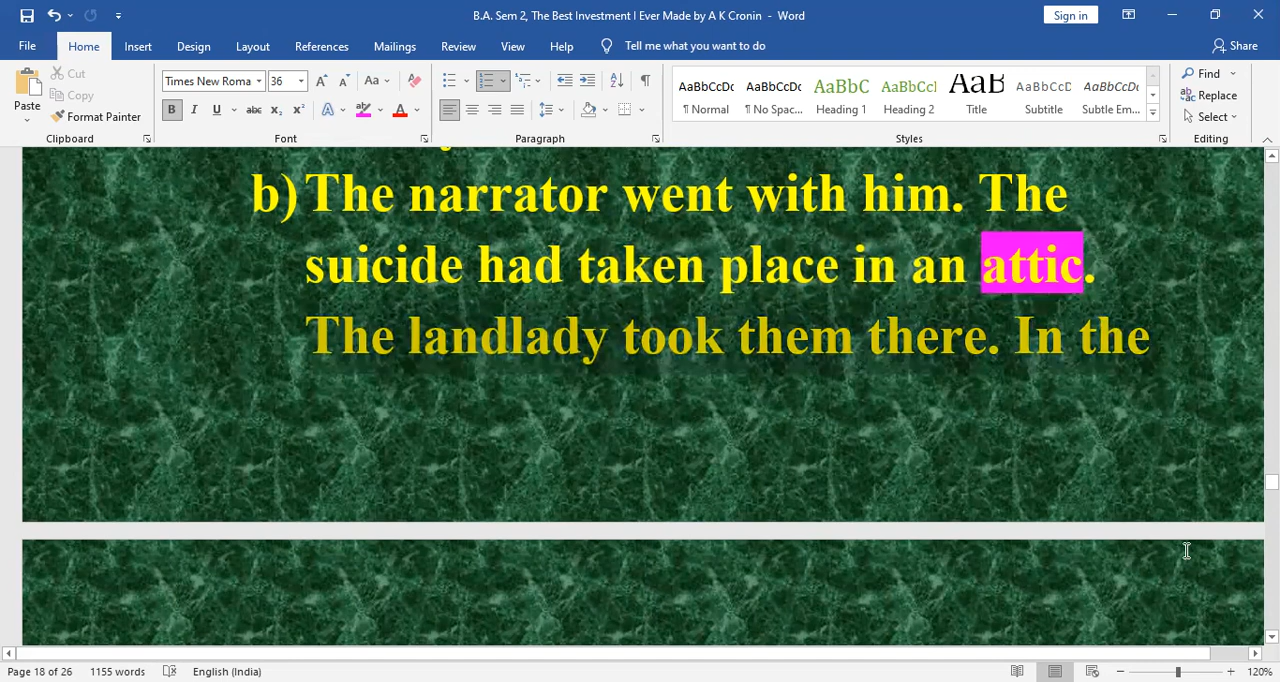 B.A. Sem 2, The Best Investment I Ever Made by A K Cronin - Word
Sign in
File Home Insert Design Layout References Mailings Review View Help Tell me what you want to do Share
Paste
Cut
Copy
Format Painter
Clipboard
Times New Roma 36
Font
Paragraph
AaBbCcDc AaBbCcDc AaBbC AaBbCcl AaB AaBbCcD AaBbCcDc
¶ Normal ¶ No Spac... Heading 1 Heading 2 Title Subtitle Subtle Em...
Styles
Find
Replace
Select
Editing
b) The narrator went with him. The
suicide had taken place in an attic.
The landlady took them there. In the
Page 18 of 26 1155 words English (India) 120%